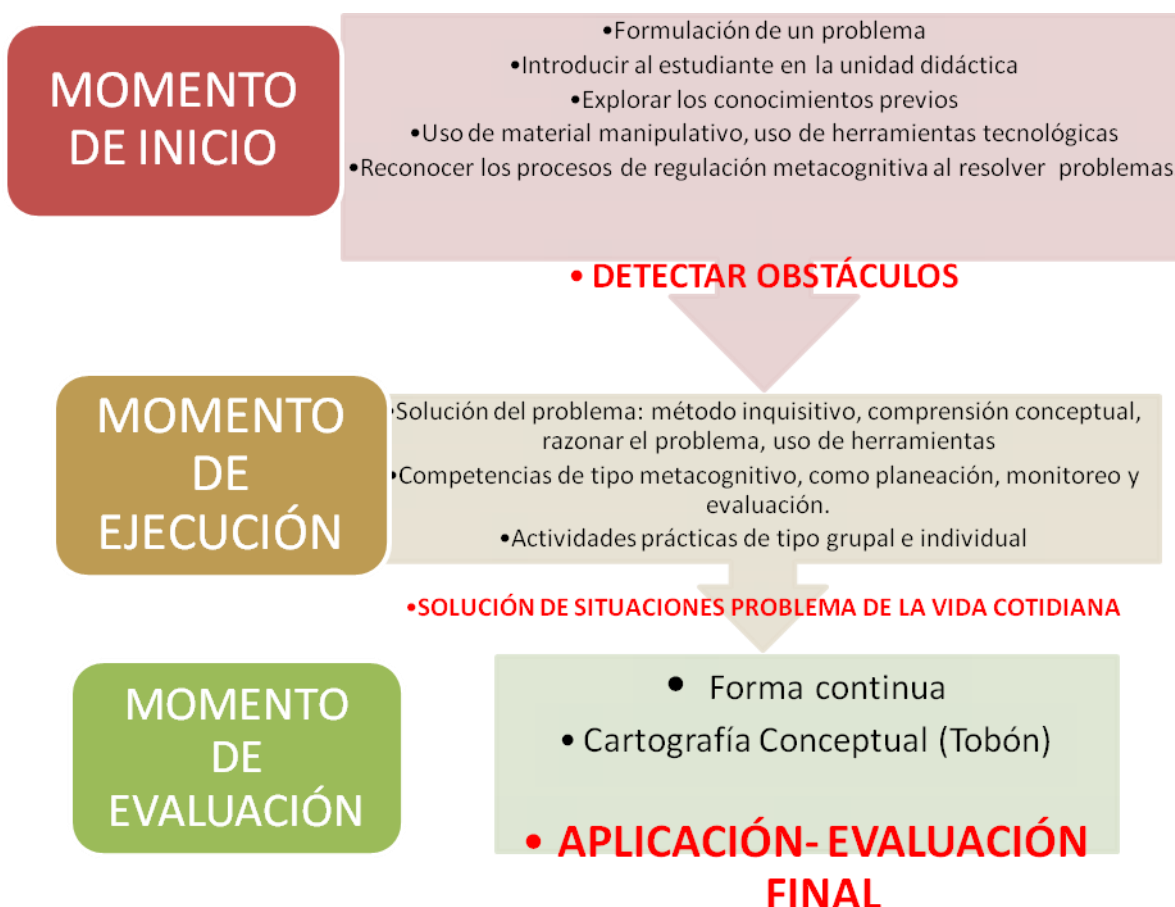 MOMENTO
DE INICIO
•Formulación de un problema
•Introducir al estudiante en la unidad didáctica
•Explorar los conocimientos previos
•Uso de material manipulativo, uso de herramientas tecnológicas
•Reconocer los procesos de regulación metacognitiva al resolver problemas
• DETECTAR OBSTÁCULOS
MOMENTO
DE
EJECUCIÓN
•Solución del problema: método inquisitivo, comprensión conceptual,
razonar el problema, uso de herramientas
•Competencias de tipo metacognitivo, como planeación, monitoreo y
evaluación.
•Actividades prácticas de tipo grupal e individual
•SOLUCIÓN DE SITUACIONES PROBLEMA DE LA VIDA COTIDIANA
MOMENTO
DE
EVALUACIÓN
• Forma continua
• Cartografía Conceptual (Tobón)
• APLICACIÓN- EVALUACIÓN
FINAL